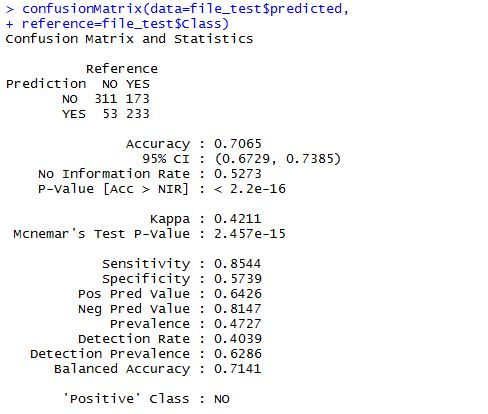 > confusionMatrix(data=file_test$predicted,
+ reference=file_test$Class)
Confusion Matrix and Statistics
Reference
Prediction NO YES
NO 311 173
YES 53 233
Accuracy : 0.7065
95% CI : (0.6729, 0.7385)
No Information Rate : 0.5273
P-Value [Acc > NIR] : < 2.2e-16
Kappa : 0.4211
Mcnemar's Test P-Value : 2.457e-15
Sensitivity : 0.8544
Specificity : 0.5739
Pos Pred Value : 0.6426
Neg Pred Value : 0.8147
Prevalence : 0.4727
Detection Rate : 0.4039
Detection Prevalence : 0.6286
Balanced Accuracy : 0.7141
'Positive' Class : NO